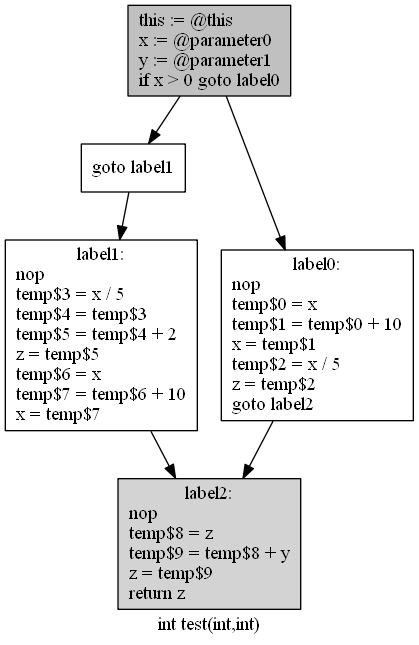 this := @this
x := @parameter0
y := @parameter1
if x > 0 goto label0
goto label1
label1:
nop
temp$3 = x / 5
temp$4 = temp$3
temp$5 = temp$4 + 2
z = temp$5
temp$6 = x
temp$7 = temp$6 + 10
x = temp$7
label0:
nop
temp$0 = x
temp$1 = temp$0 + 10
x = temp$1
temp$2 = x / 5
z = temp$2
goto label2
label2:
nop
temp$8 = z
temp$9 = temp$8 + y
z = temp$9
return z
int test(int,int)